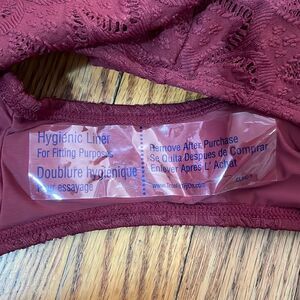 Hygienic Liner
For Fitting Purposes
Doublure hygiénique
pour essayage
Remove After Purchase
Se Quita Despues de Comprar
Enlever Apres L' Achat